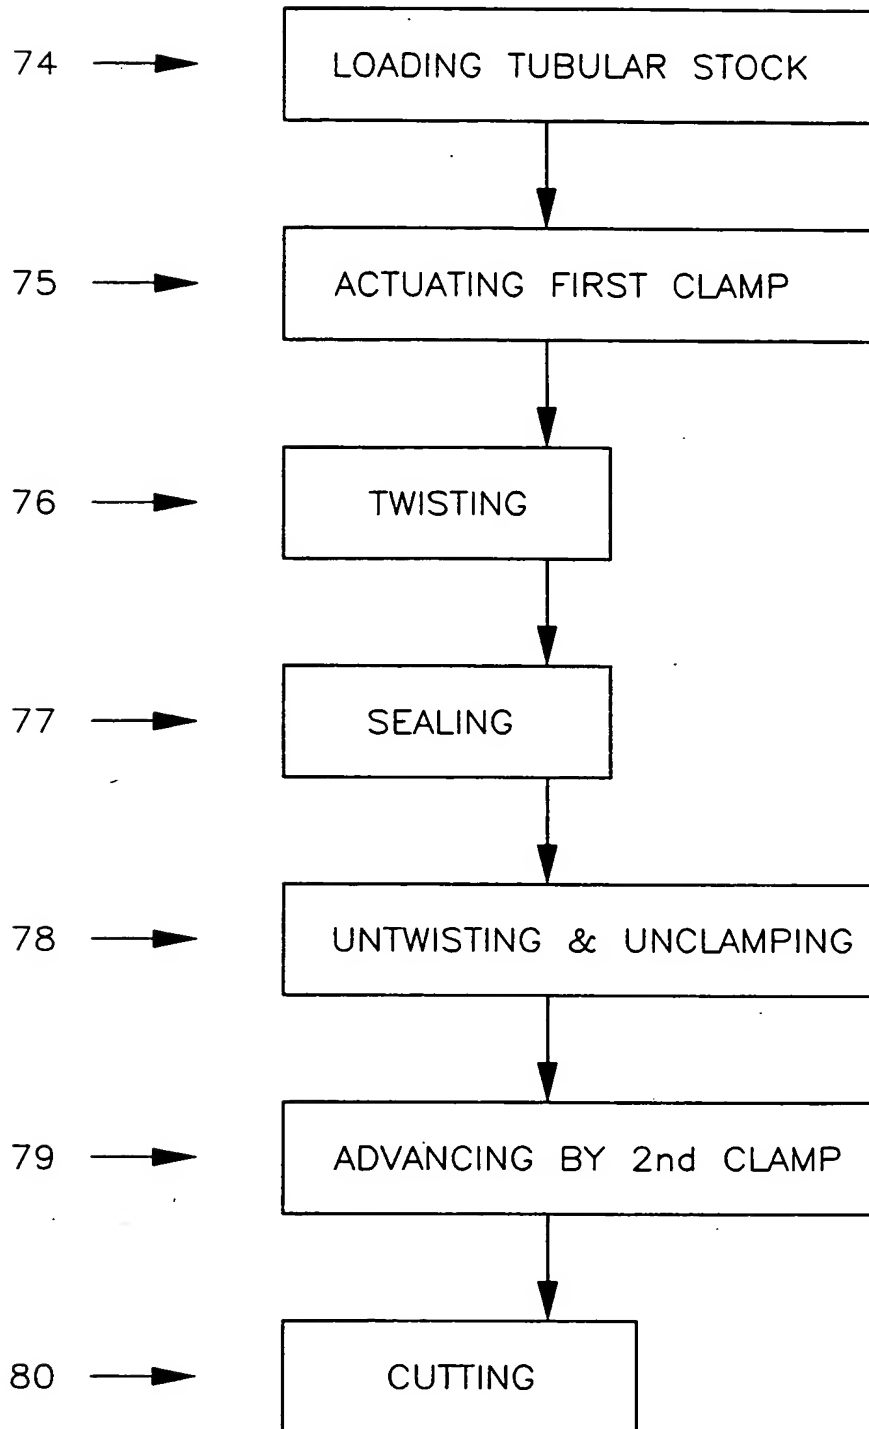 74 LOADING TUBULAR STOCK
75 ACTUATING FIRST CLAMP
76 TWISTING
77 SEALING
78 UNTWISTING & UNCLAMPING
79 ADVANCING BY 2nd CLAMP
80 CUTTING